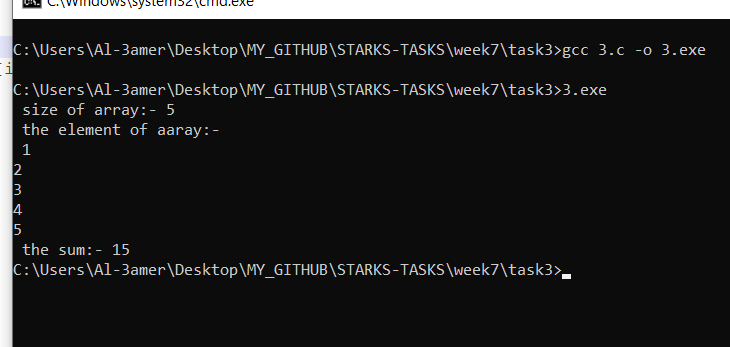 C:\Windows\system32\cmd.exe
C:\Users\Al-3amer\Desktop\MY_GITHUB\STARKS-TASKS\week7\task3>gcc 3.c -o 3.exe
[i
C:\Users\Al-3amer\Desktop\MY_GITHUB\STARKS-TASKS\week7\task3>3.exe
size of array:- 5
the element of aaray:-
1
2
3
4
5
the sum:- 15
C:\Users\Al-3amer\Desktop\MY_GITHUB\STARKS-TASKS\week7\task3>